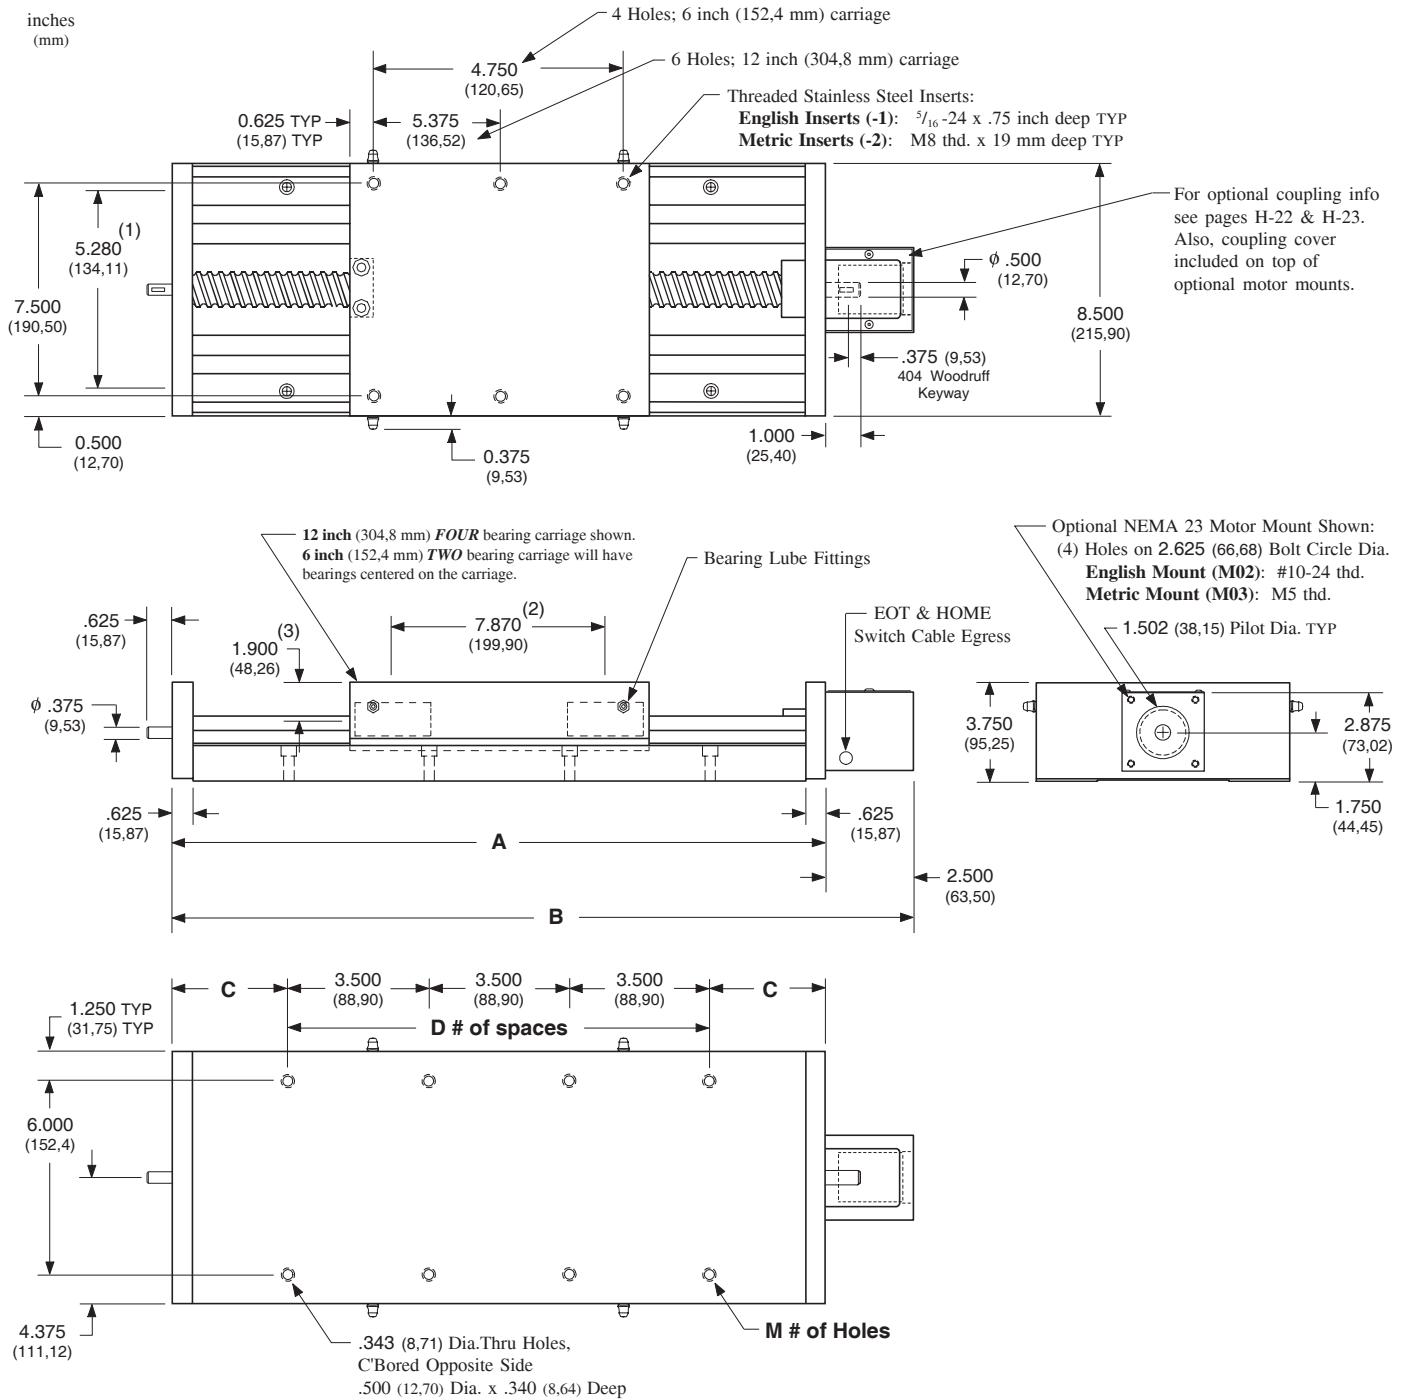 inches
(mm)
4 Holes; 6 inch (152,4 mm) carriage
4.750
(120,65)
6 Holes; 12 inch (304,8 mm) carriage
Threaded Stainless Steel Inserts:
English Inserts (-1): 5/16 -24 x .75 inch deep TYP
Metric Inserts (-2): M8 thd. x 19 mm deep TYP
0.625 TYP
(15,87) TYP
5.375
(136,52)
For optional coupling info
see pages H-22 & H-23.
Also, coupling cover
included on top of
optional motor mounts.
(1)
5.280
(134,11)
7.500
(190,50)
ϕ .500
(12,70)
8.500
(215,90)
.375 (9,53)
404 Woodruff
Keyway
0.500
(12,70)
0.375
(9,53)
1.000
(25,40)
12 inch (304,8 mm) FOUR bearing carriage shown.
6 inch (152,4 mm) TWO bearing carriage will have
bearings centered on the carriage.
Bearing Lube Fittings
Optional NEMA 23 Motor Mount Shown:
(4) Holes on 2.625 (66,68) Bolt Circle Dia.
English Mount (M02): #10-24 thd.
Metric Mount (M03): M5 thd.
1.502 (38,15) Pilot Dia. TYP
EOT & HOME
Switch Cable Egress
.625
(15,87)
(3)
1.900
(48,26)
(2)
7.870
(199,90)
ϕ .375
(9,53)
3.750
(95,25)
2.875
(73,02)
1.750
(44,45)
.625
(15,87)
A
.625
(15,87)
2.500
(63,50)
B
C
3.500
(88,90)
3.500
(88,90)
3.500
(88,90)
C
1.250 TYP
(31,75) TYP
D # of spaces
6.000
(152,4)
4.375
(111,12)
.343 (8,71) Dia.Thru Holes,
C'Bored Opposite Side
.500 (12,70) Dia. x .340 (8,64) Deep
M # of Holes